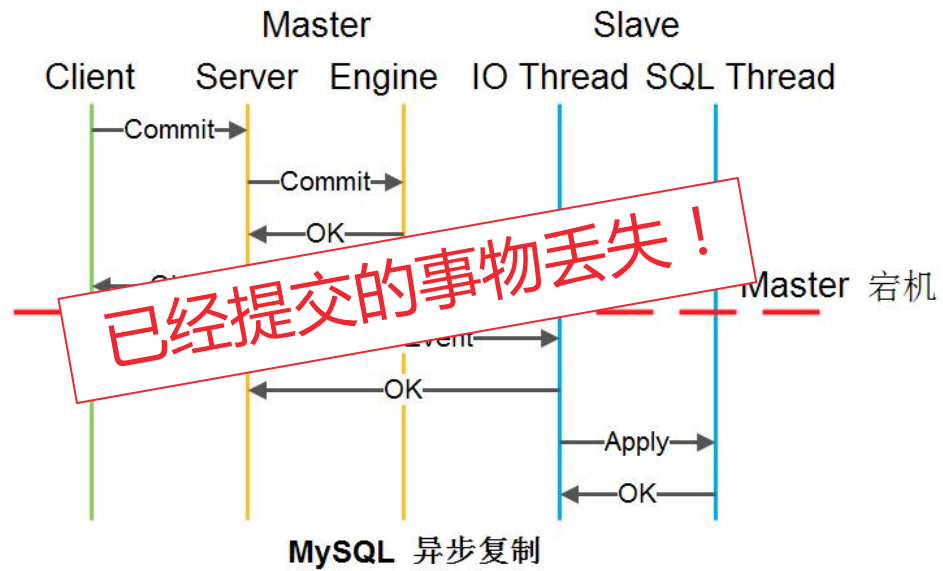 Master Slave
Client Server Engine IO Thread SQL Thread
Commit
Commit
OK
已经提交的事物丢失！
Master 宕机
OK
Apply
OK
MySQL 异步复制